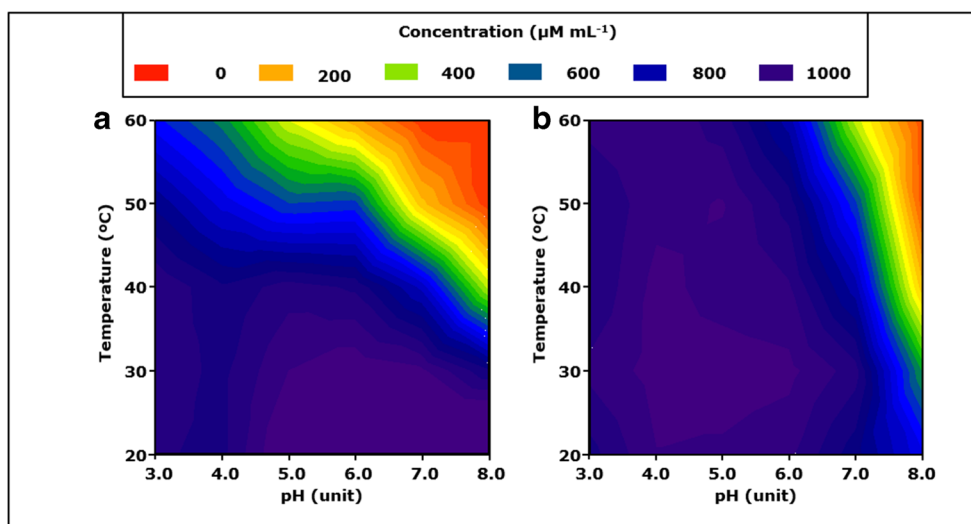 Concentration (µM mL⁻¹)
0 200 400 600 800 1000
a b
60 60
50 50
40 40
30 30
20 20
Temperature (ºC) Temperature (ºC)
3.0 4.0 5.0 6.0 7.0 8.0 3.0 4.0 5.0 6.0 7.0 8.0
pH (unit) pH (unit)